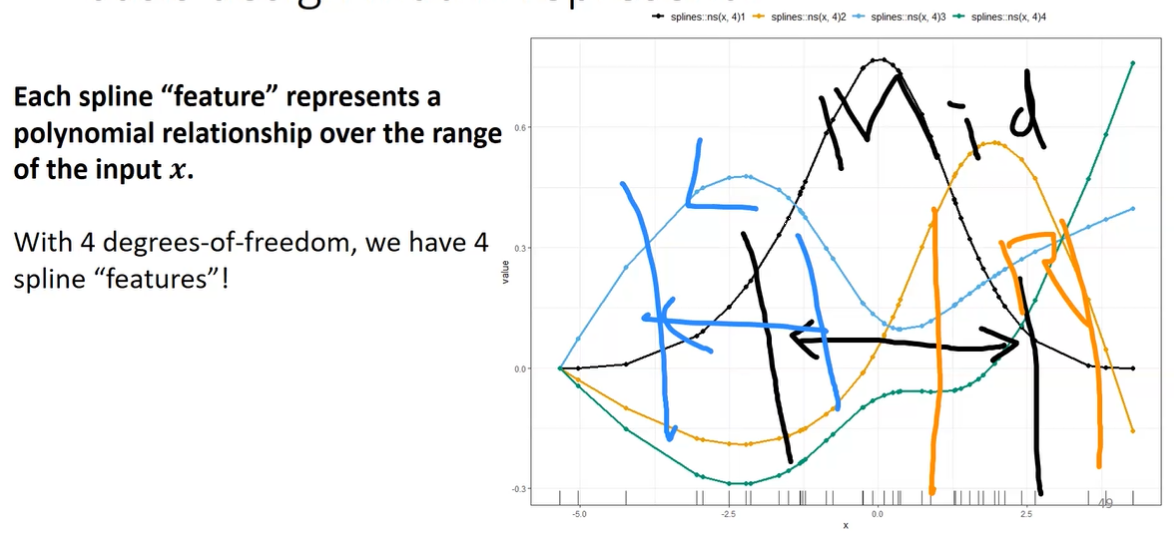 splines::ns(x, 4)1 splines::ns(x, 4)2 splines::ns(x, 4)3 splines::ns(x, 4)4
Each spline “feature” represents a
polynomial relationship over the range
of the input x.
With 4 degrees-of-freedom, we have 4
spline “features”!
value
0.6
0.3
0.0
-0.3
-5.0 -2.5 0.0 2.5
x
49